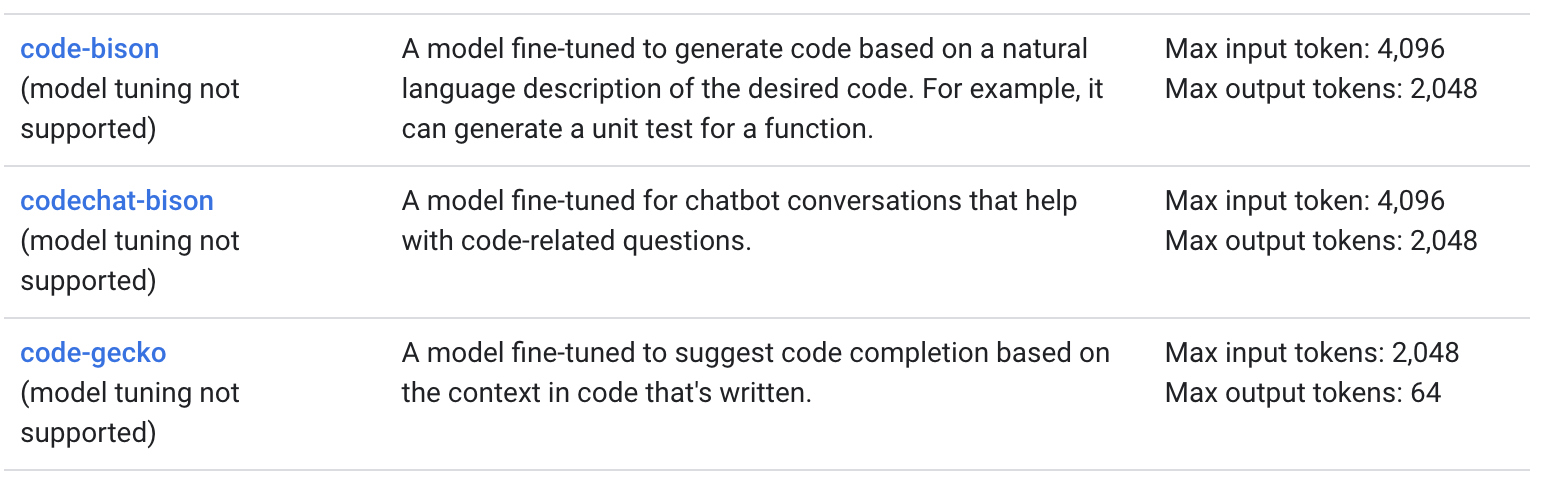 code-bison
(model tuning not
supported)
A model fine-tuned to generate code based on a natural
language description of the desired code. For example, it
can generate a unit test for a function.
Max input token: 4,096
Max output tokens: 2,048
codechat-bison
(model tuning not
supported)
A model fine-tuned for chatbot conversations that help
with code-related questions.
Max input token: 4,096
Max output tokens: 2,048
code-gecko
(model tuning not
supported)
A model fine-tuned to suggest code completion based on
the context in code that's written.
Max input tokens: 2,048
Max output tokens: 64